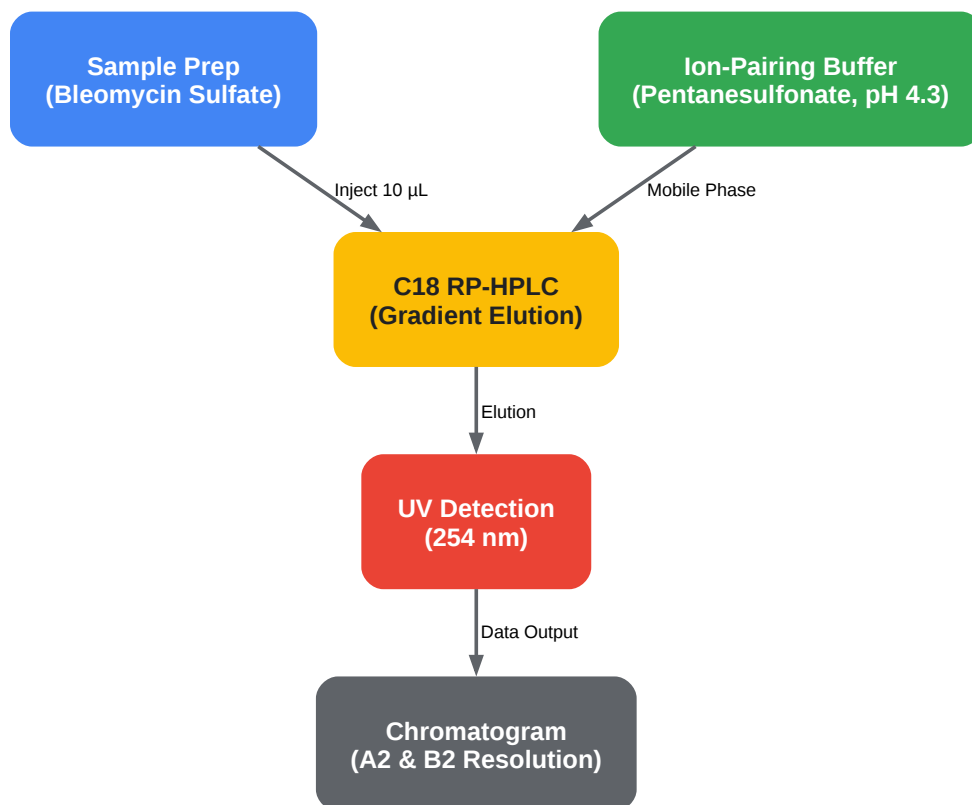 Sample Prep
(Bleomycin Sulfate)
Ion-Pairing Buffer
(Pentanesulfonate, pH 4.3)
Inject 10 µL
Mobile Phase
C18 RP-HPLC
(Gradient Elution)
Elution
UV Detection
(254 nm)
Data Output
Chromatogram
(A2 & B2 Resolution)